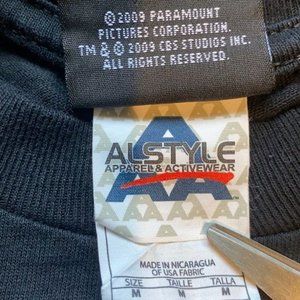 © 2009 PARAMOUNT
PICTURES CORPORATION.
TM & © 2009 CBS STUDIOS INC.
ALL RIGHTS RESERVED.
AAA
ALSTYLE
APPAREL & ACTIVEWEAR
MADE IN NICARAGUA
OF USA FABRIC
SIZE TAILLE TALLA
M M M